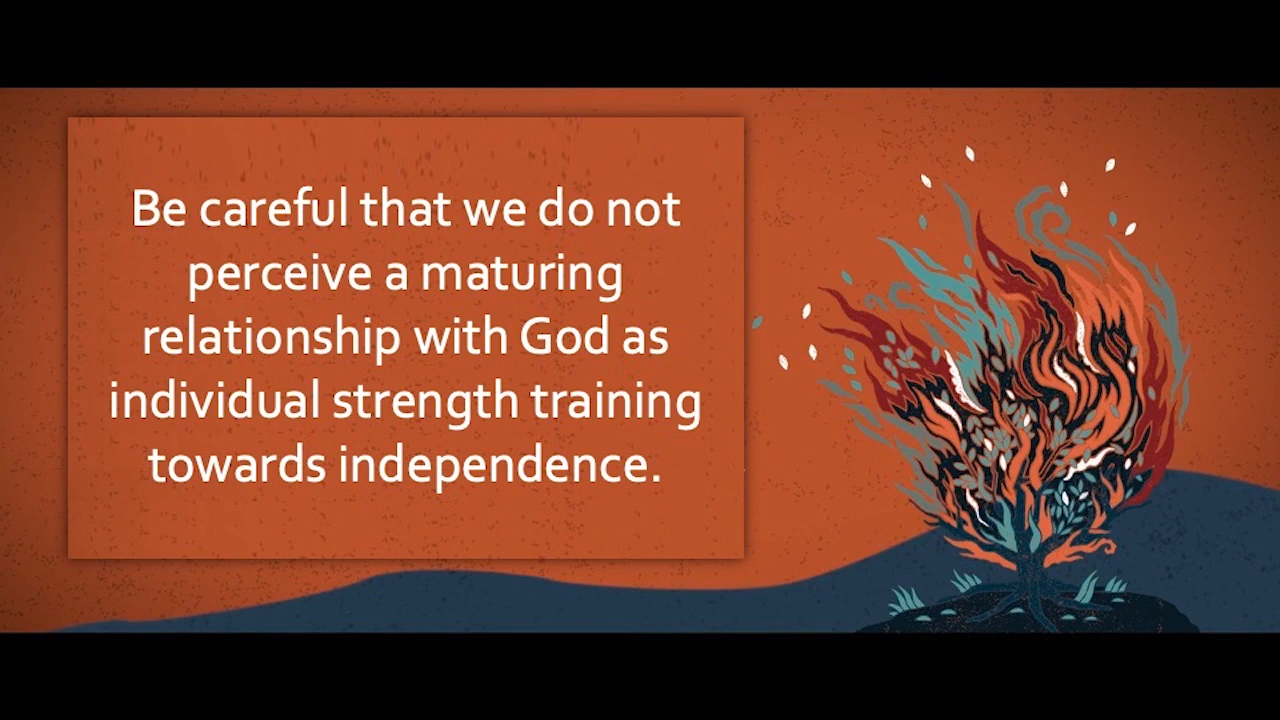 Be careful that we do not
perceive a maturing
relationship with God as
individual strength training
towards independence.